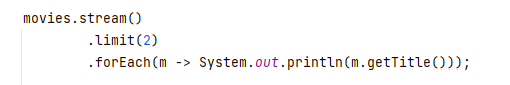 movies.stream()
.limit(2)
.forEach(m -> System.out.println(m.getTitle()));